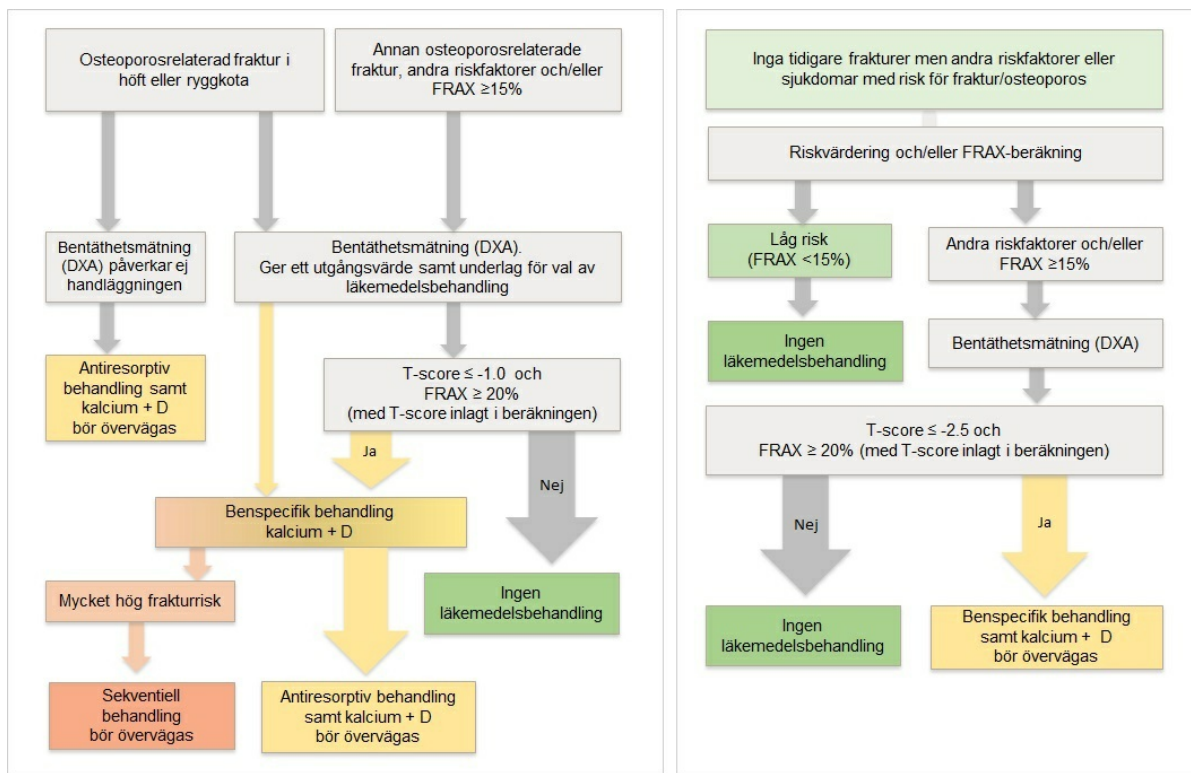 Osteoporosrelaterad fraktur i
höft eller ryggkota
Annan osteoporosrelaterade
fraktur, andra riskfaktorer och/eller
FRAX ≥15%
Bentäthetsmätning
(DXA) påverkar ej
handläggningen
Bentäthetsmätning (DXA).
Ger ett utgångsvärde samt underlag för val av
läkemedelsbehandling
Antiresorptiv
behandling samt
kalcium + D
bör övervägas
T-score ≤ -1.0 och
FRAX ≥ 20%
(med T-score inlagt i beräkningen)
Ja
Nej
Benspecifik behandling
kalcium + D
Mycket hög frakturrisk
Ingen
läkemedelsbehandling
Sekventiell
behandling
bör övervägas
Antiresorptiv behandling
samt kalcium + D
bör övervägas
Inga tidigare frakturer men andra riskfaktorer eller
sjukdomar med risk för fraktur/osteoporos
Riskvärdering och/eller FRAX-beräkning
Låg risk
(FRAX <15%)
Andra riskfaktorer och/eller
FRAX ≥15%
Ingen
läkemedelsbehandling
Bentäthetsmätning (DXA)
T-score ≤ -2.5 och
FRAX ≥ 20% (med T-score inlagt i beräkningen)
Nej
Ja
Ingen
läkemedelsbehandling
Benspecifik behandling
samt kalcium + D
bör övervägas